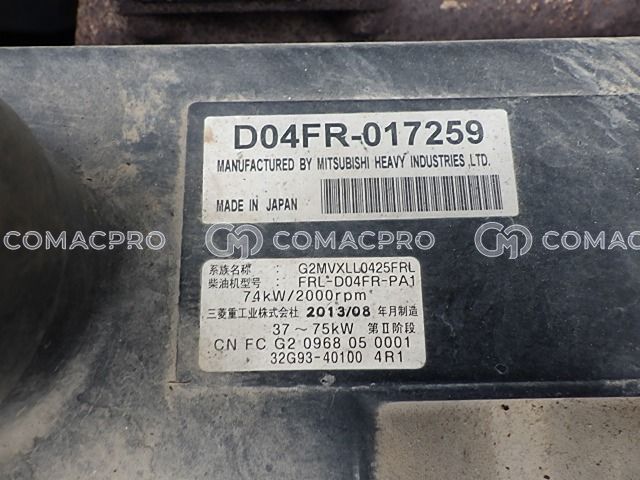 D04FR-017259
MANUFACTURED BY MITSUBISHI HEAVY INDUSTRIES ,LTD.
MADE IN JAPAN
COMACPRO COMACPRO COMACPRO
系族名称 : G2MVXLL0425FRL
柴油机型号 : FRL-D04FR-PA1
74kW/2000rpm
三菱重工业株式会社 2013/08 年月制造
37～75kW 第Ⅱ阶段
CN FC G2 0968 05 0001
32G93-40100 4R1